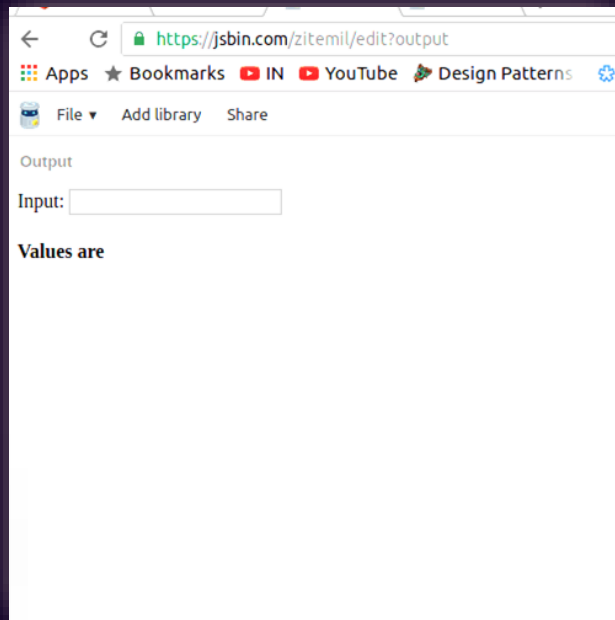 https://jsbin.com/zitemil/edit?output
Apps Bookmarks IN YouTube Design Patterns
File ▾ Add library Share
Output
Input:
Values are